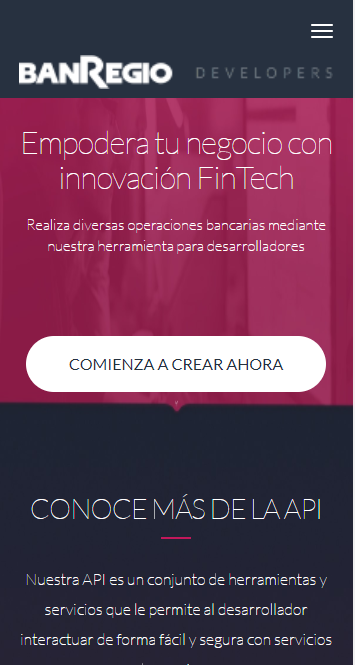 BANREGIO DEVELOPERS
Empodera tu negocio con
innovación FinTech
Realiza diversas operaciones bancarias mediante
nuestra herramienta para desarrolladores
COMIENZA A CREAR AHORA
CONOCE MÁS DE LA API
Nuestra API es un conjunto de herramientas y
servicios que le permite al desarrollador
interactuar de forma fácil y segura con servicios